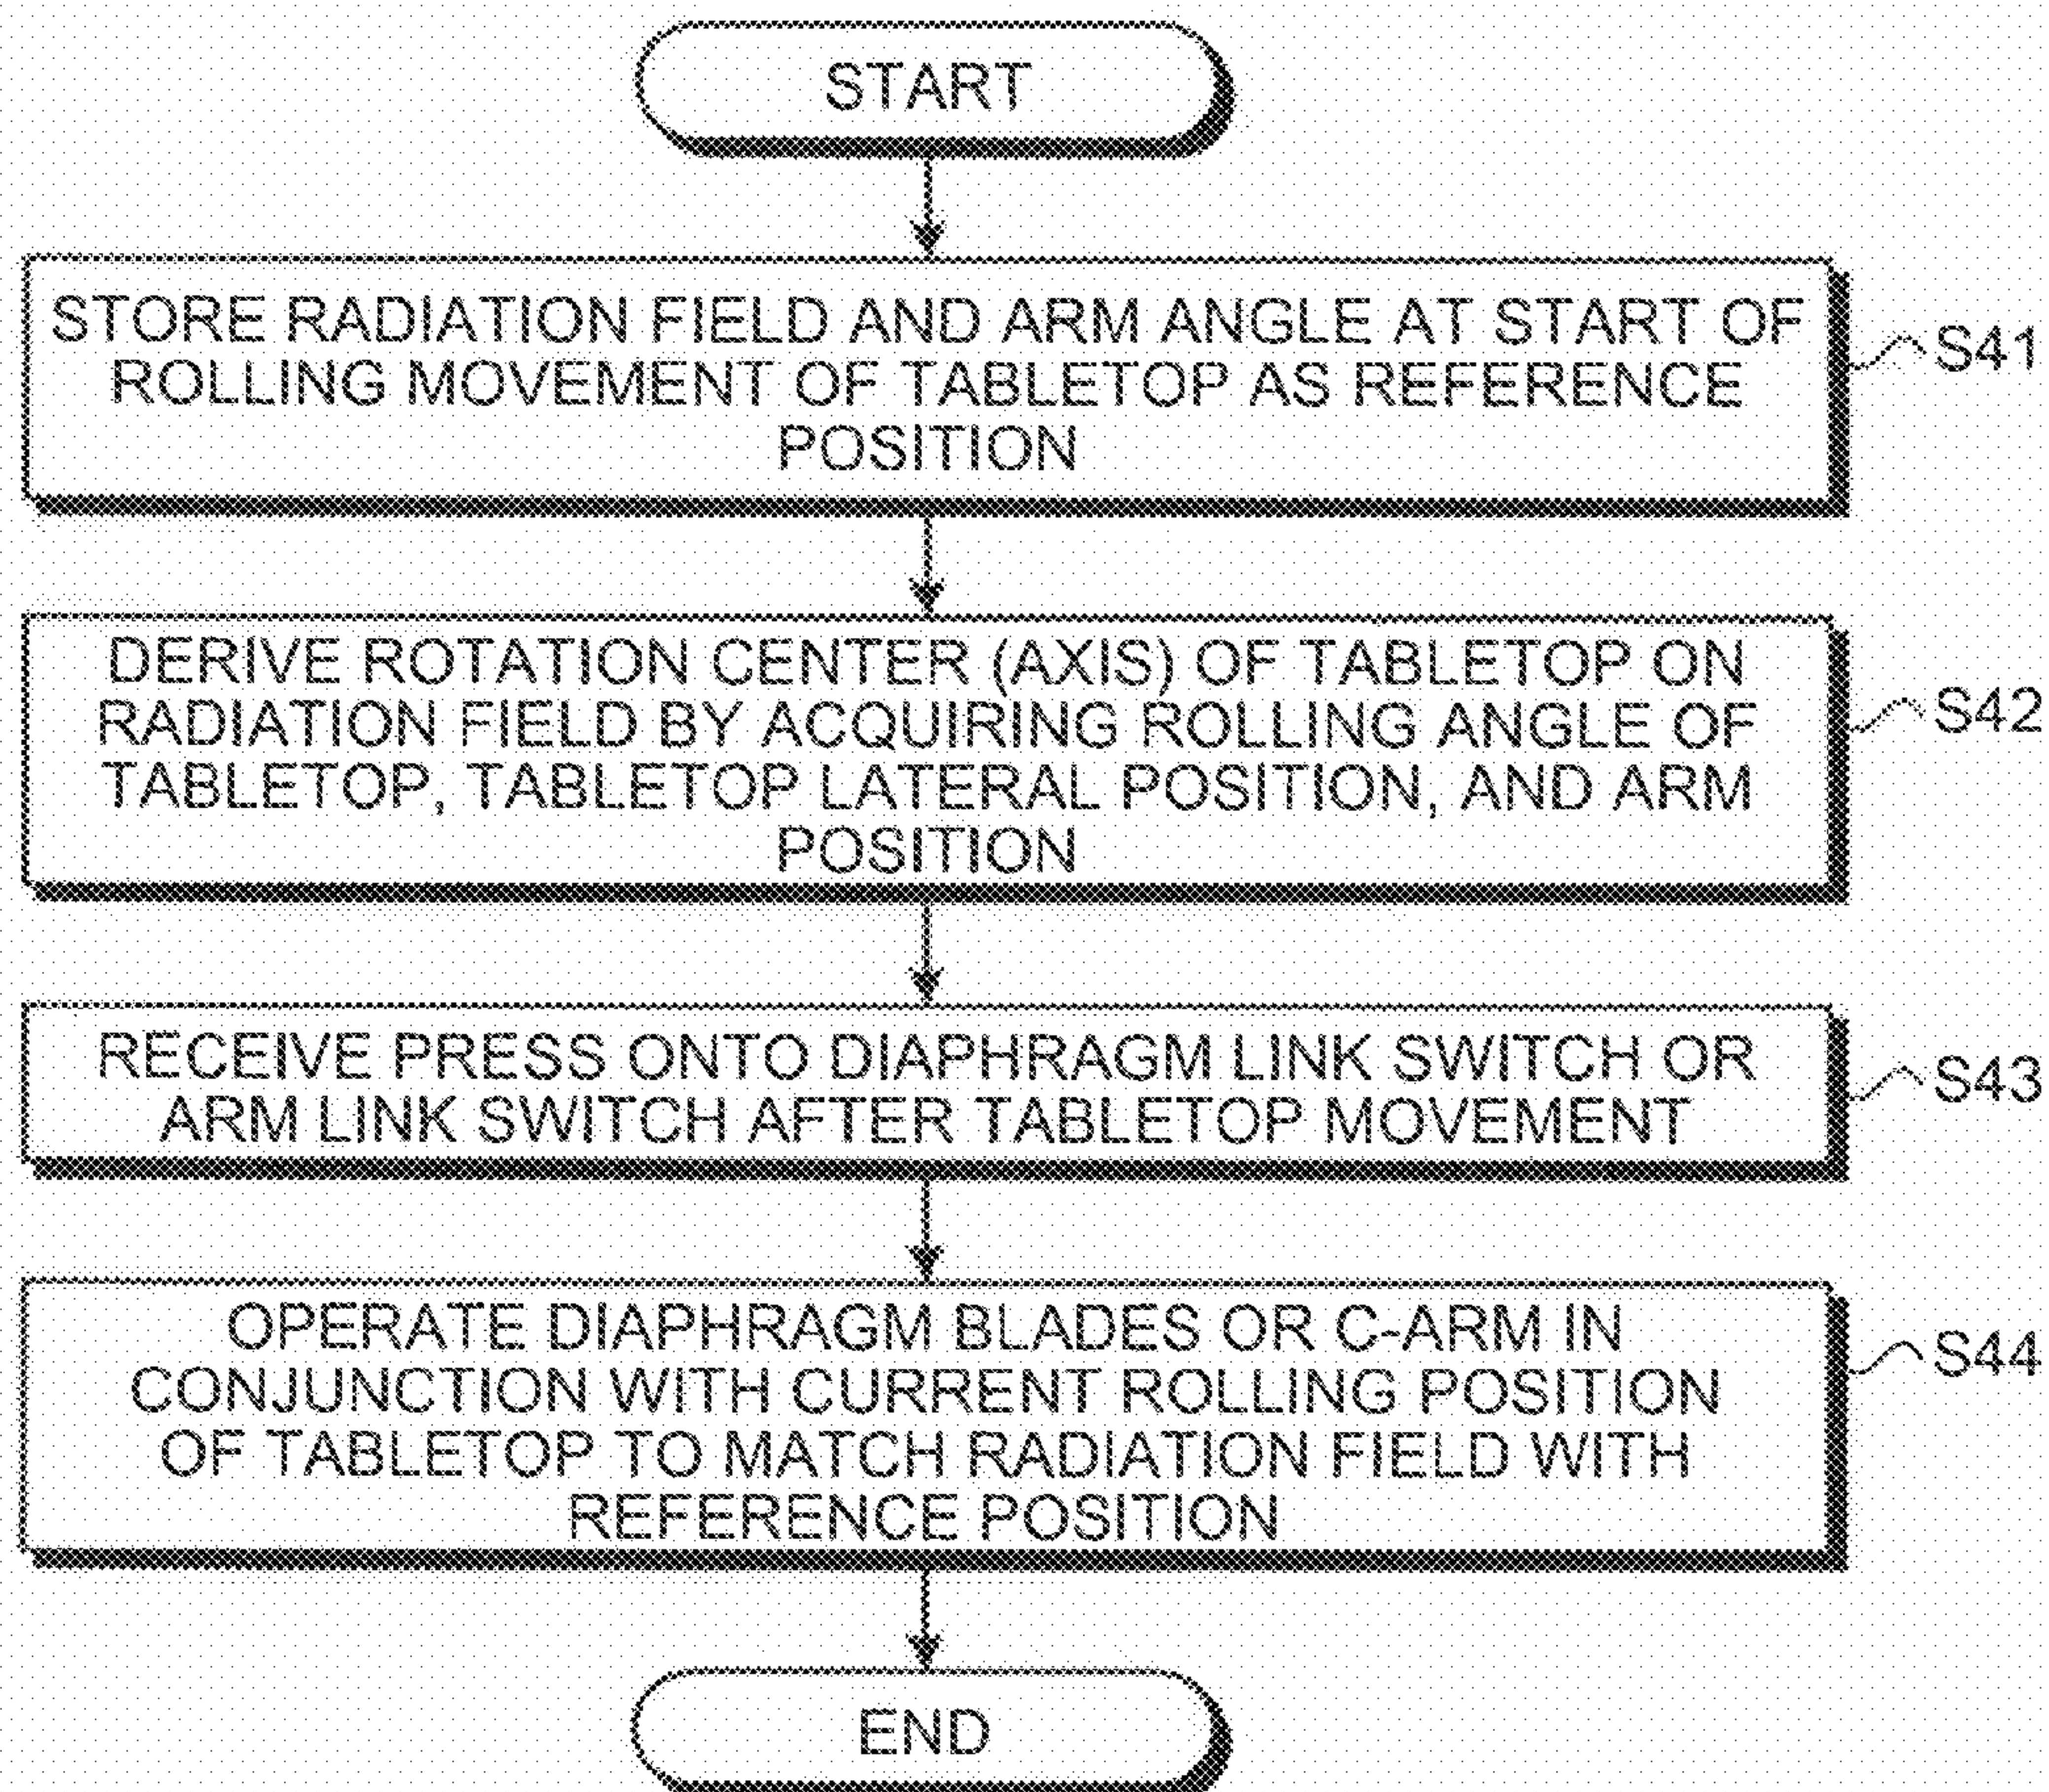 START
STORE RADIATION FIELD AND ARM ANGLE AT START OF
ROLLING MOVEMENT OF TABLETOP AS REFERENCE
POSITION
S41
DERIVE ROTATION CENTER (AXIS) OF TABLETOP ON
RADIATION FIELD BY ACQUIRING ROLLING ANGLE OF
TABLETOP, TABLETOP LATERAL POSITION, AND ARM
POSITION
S42
RECEIVE PRESS ONTO DIAPHRAGM LINK SWITCH OR
ARM LINK SWITCH AFTER TABLETOP MOVEMENT
S43
OPERATE DIAPHRAGM BLADES OR C-ARM IN
CONJUNCTION WITH CURRENT ROLLING POSITION
OF TABLETOP TO MATCH RADIATION FIELD WITH
REFERENCE POSITION
S44
END